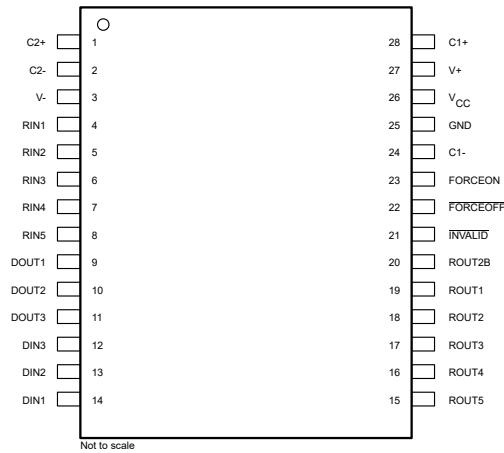 C2+ 1 28 C1+
C2- 2 27 V+
V- 3 26 VCC
RIN1 4 25 GND
RIN2 5 24 C1-
RIN3 6 23 FORCEON
RIN4 7 22 FORCEOFF
RIN5 8 21 INVALID
DOUT1 9 20 ROUT2B
DOUT2 10 19 ROUT1
DOUT3 11 18 ROUT2
DIN3 12 17 ROUT3
DIN2 13 16 ROUT4
DIN1 14 15 ROUT5
Not to scale